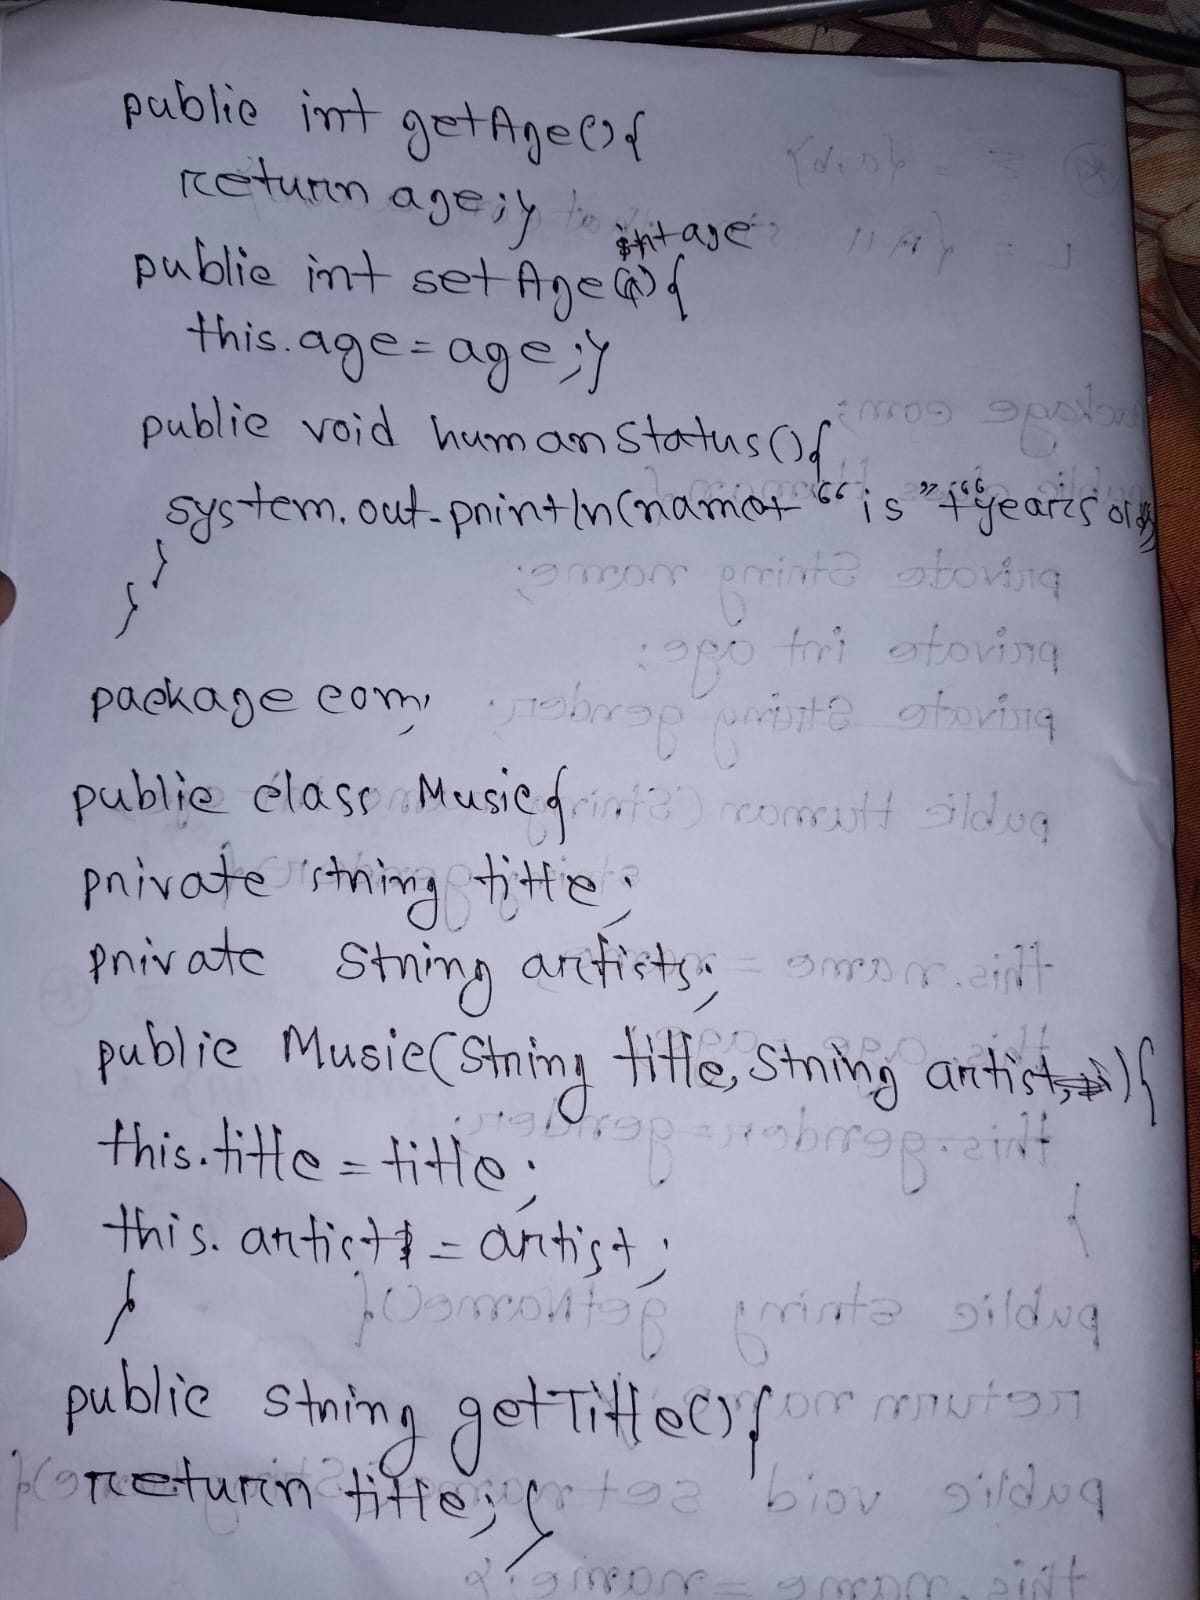 public int getAge(){
return age;}
int age
public int setAge(){
this.age=age;}
public void humanStatus(){
system.out.println(name+ "is"+"years old
}
}
package com;
public class Music{
private string title;
private String artists;
public Music(String title, String artist){
this.title = title;
this.artist = artist;
}
public string getTitle(){
return title; }